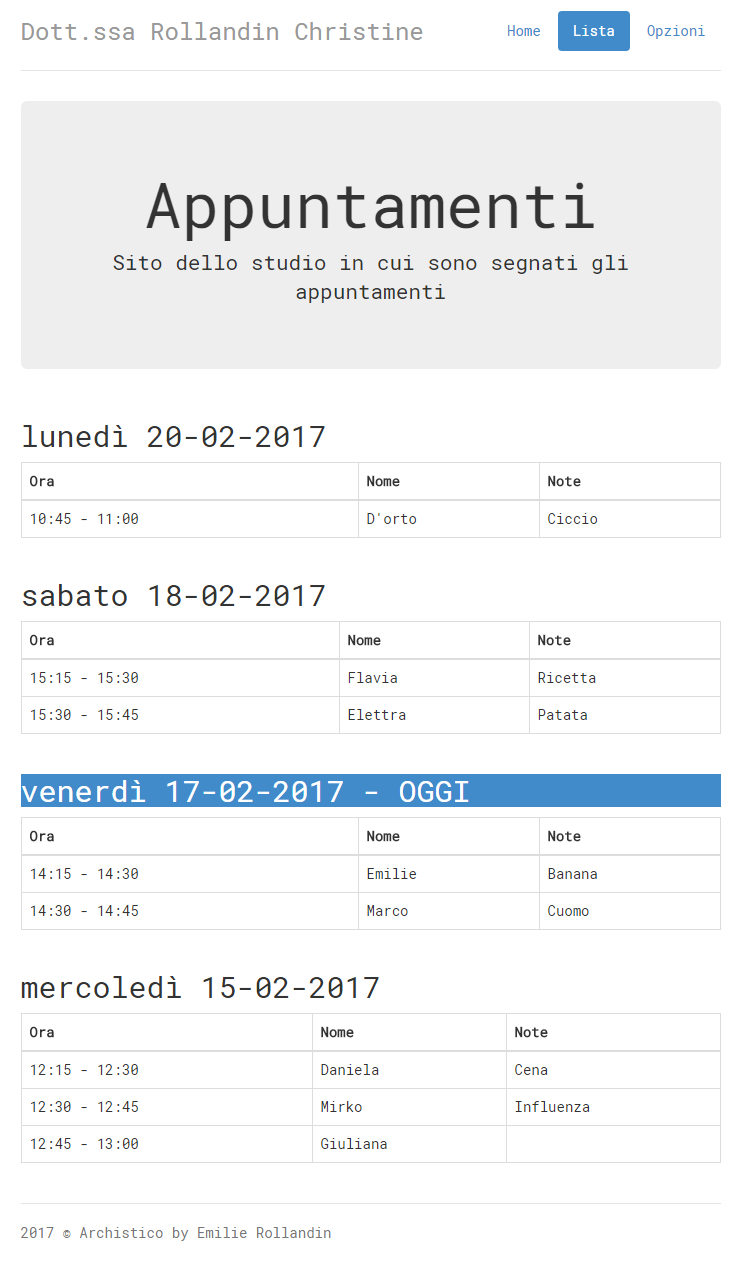 Dott.ssa Rollandin Christine Home Lista Opzioni
Appuntamenti
Sito dello studio in cui sono segnati gli
appuntamenti
lunedì 20-02-2017
Ora Nome Note
10:45 - 11:00 D'orto Ciccio
sabato 18-02-2017
Ora Nome Note
15:15 - 15:30 Flavia Ricetta
15:30 - 15:45 Elettra Patata
venerdì 17-02-2017 - OGGI
Ora Nome Note
14:15 - 14:30 Emilie Banana
14:30 - 14:45 Marco Cuomo
mercoledì 15-02-2017
Ora Nome Note
12:15 - 12:30 Daniela Cena
12:30 - 12:45 Mirko Influenza
12:45 - 13:00 Giuliana
2017 © Archistico by Emilie Rollandin